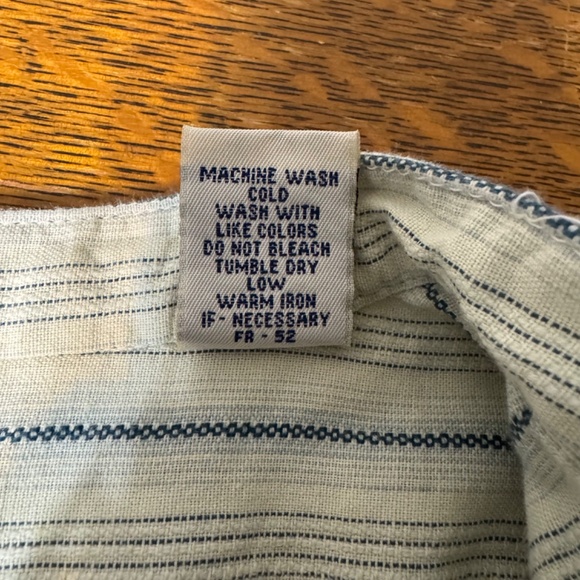 MACHINE WASH
COLD
WASH WITH
LIKE COLORS
DO NOT BLEACH
TUMBLE DRY
LOW
WARM IRON
IF- NECESSARY
FR - 52